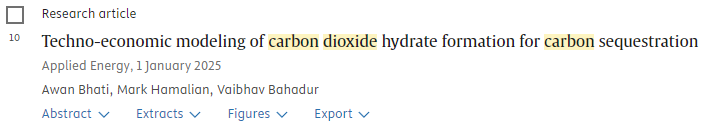 Research article
10
Techno-economic modeling of carbon dioxide hydrate formation for carbon sequestration
Applied Energy, 1 January 2025
Awan Bhati, Mark Hamalian, Vaibhav Bahadur
Abstract Extracts Figures Export